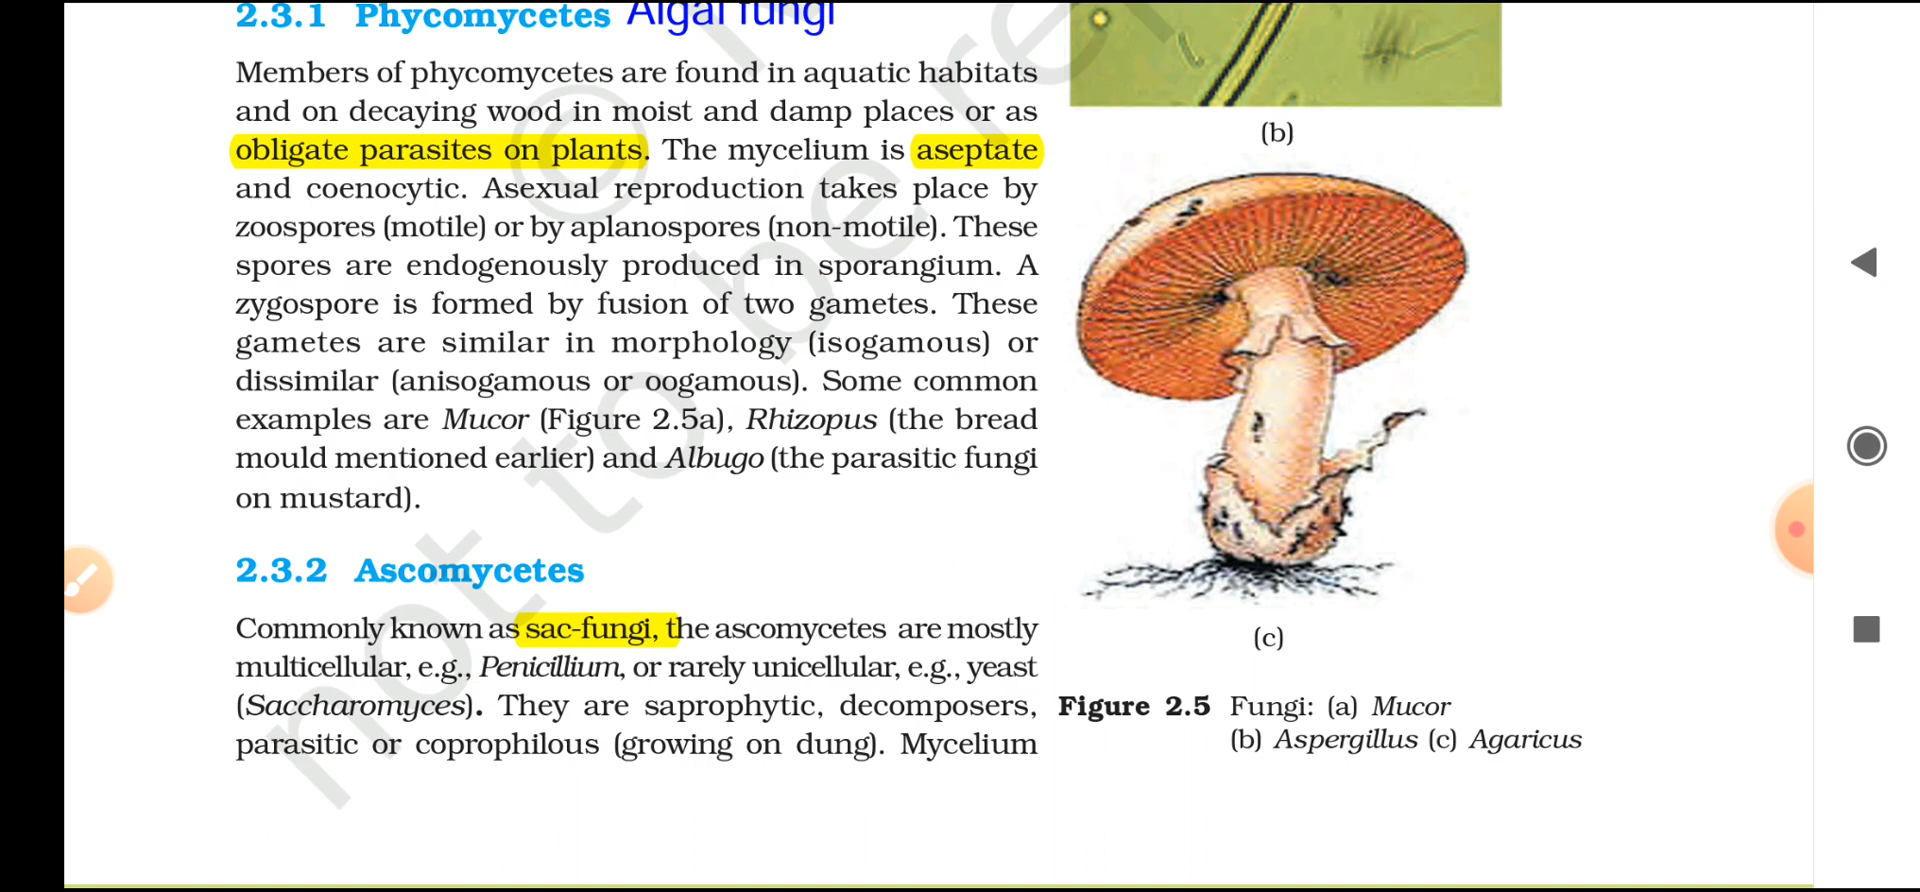 2.3.1 Phycomycetes Algal fungi
Members of phycomycetes are found in aquatic habitats
and on decaying wood in moist and damp places or as
obligate parasites on plants. The mycelium is aseptate
and coenocytic. Asexual reproduction takes place by
zoospores (motile) or by aplanospores (non-motile). These
spores are endogenously produced in sporangium. A
zygospore is formed by fusion of two gametes. These
gametes are similar in morphology (isogamous) or
dissimilar (anisogamous or oogamous). Some common
examples are Mucor (Figure 2.5a), Rhizopus (the bread
mould mentioned earlier) and Albugo (the parasitic fungi
on mustard).
2.3.2 Ascomycetes
Commonly known as sac-fungi, the ascomycetes are mostly
multicellular, e.g., Penicillium, or rarely unicellular, e.g., yeast
(Saccharomyces). They are saprophytic, decomposers,
parasitic or coprophilous (growing on dung). Mycelium
(b)
(c)
Figure 2.5 Fungi: (a) Mucor
(b) Aspergillus (c) Agaricus
not to be re
©